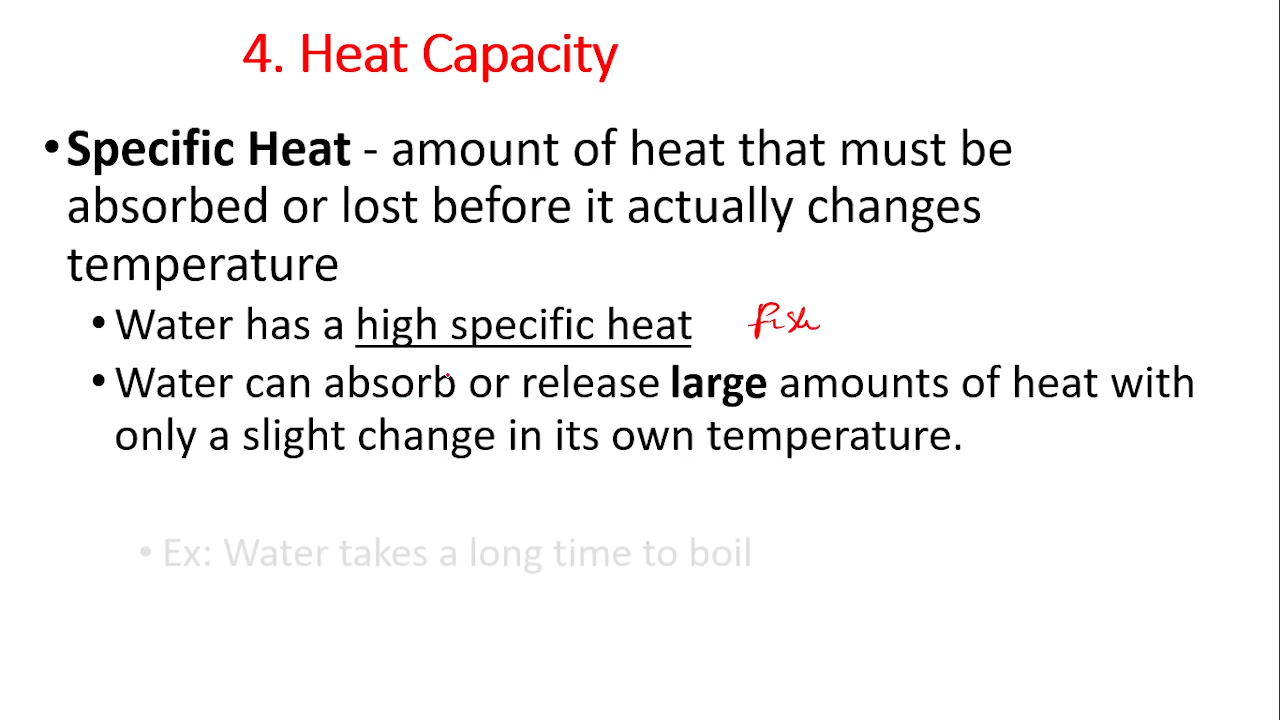 4. Heat Capacity
•Specific Heat - amount of heat that must be
absorbed or lost before it actually changes
temperature
• Water has a high specific heat fish
• Water can absorb or release large amounts of heat with
only a slight change in its own temperature.
• Ex: Water takes a long time to boil